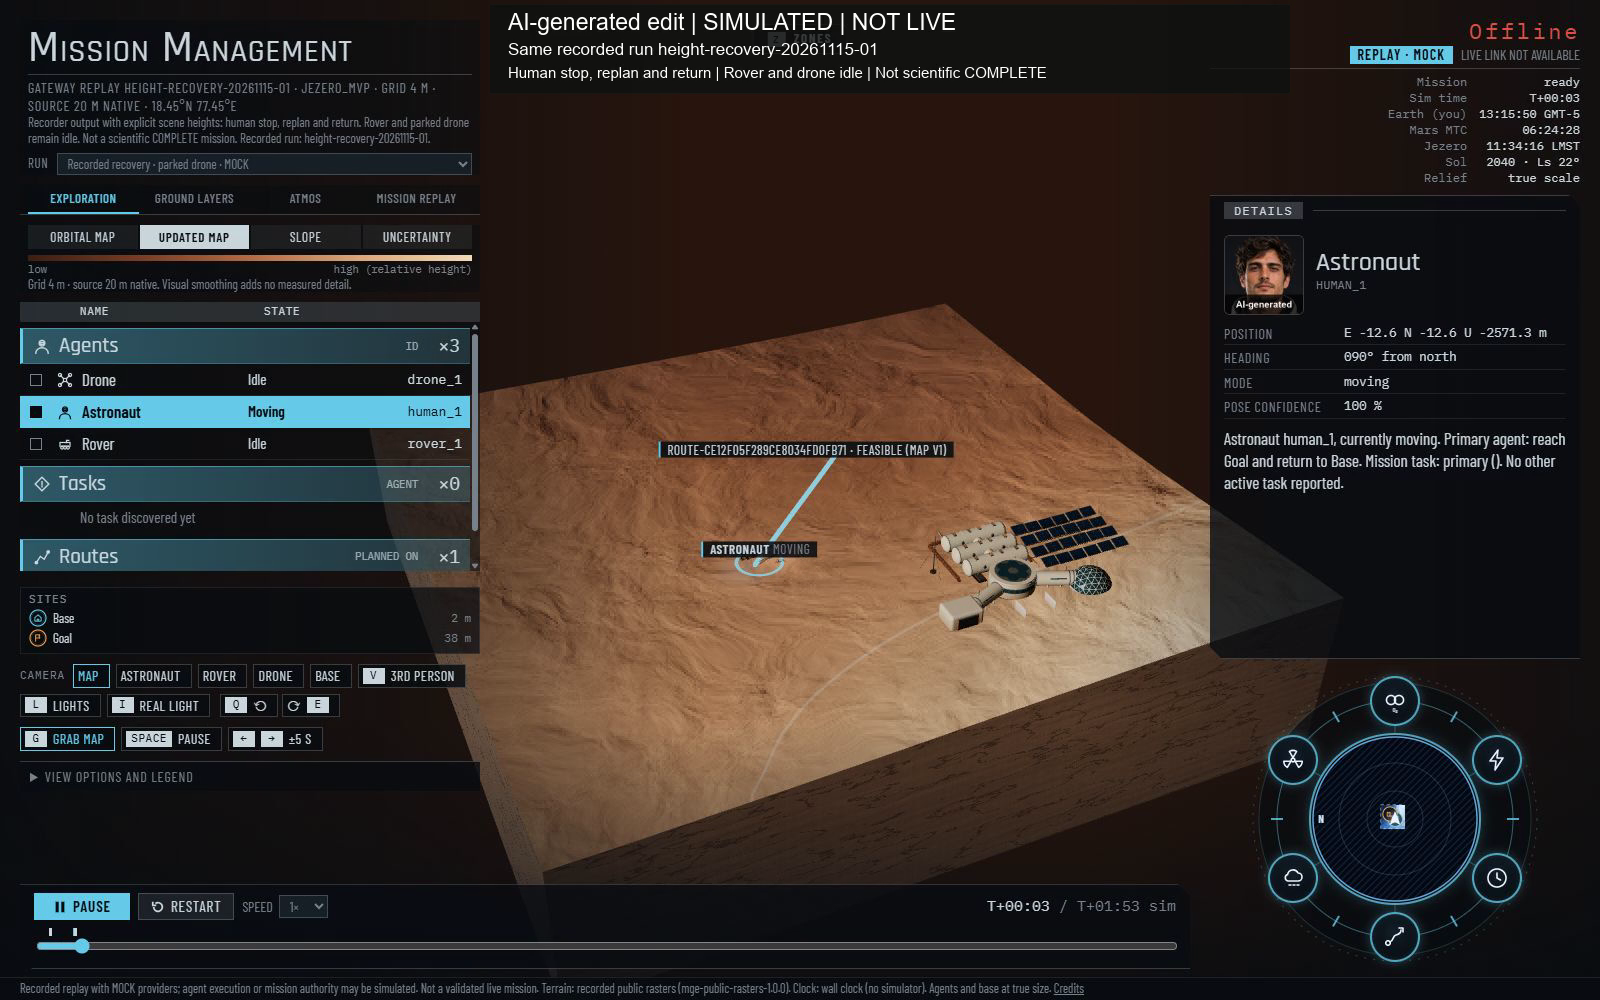 MISSION MANAGEMENT
GATEWAY REPLAY HEIGHT-RECOVERY-20261115-01 · JEZERO_MVP · GRID 4 M ·
SOURCE 20 M NATIVE · 18.45°N 77.45°E
Recorder output with explicit scene heights: human stop, replan and return. Rover and parked drone
remain idle. Not a scientific COMPLETE mission. Recorded run: height-recovery-20261115-01.
RUN Recorded recovery · parked drone · MOCK
EXPLORATION GROUND LAYERS ATMOS MISSION REPLAY
ORBITAL MAP UPDATED MAP SLOPE UNCERTAINTY
low high (relative height)
Grid 4 m · source 20 m native. Visual smoothing adds no measured detail.
NAME STATE
Agents ID ×3
Drone Idle drone_1
Astronaut Moving human_1
Rover Idle rover_1
Tasks AGENT ×0
No task discovered yet
Routes PLANNED ON ×1
SITES
Base 2 m
Goal 38 m
CAMERA MAP ASTRONAUT ROVER DRONE BASE V 3RD PERSON
L LIGHTS I REAL LIGHT Q E
G GRAB MAP SPACE PAUSE ← → ±5 S
VIEW OPTIONS AND LEGEND
AI-generated edit | SIMULATED | NOT LIVE
ZONES
Same recorded run height-recovery-20261115-01
Human stop, replan and return | Rover and drone idle | Not scientific COMPLETE
ROUTE-CE12F05F289CE8034FD0FB71 · FEASIBLE (MAP V1)
ASTRONAUT MOVING
Offline
REPLAY · MOCK LIVE LINK NOT AVAILABLE
Mission ready
Sim time T+00:03
Earth (you) 13:15:50 GMT-5
Mars MTC 06:24:28
Jezero 11:34:16 LMST
Sol 2040 · Ls 22°
Relief true scale
DETAILS
AI-generated
Astronaut
HUMAN_1
POSITION E -12.6 N -12.6 U -2571.3 m
HEADING 090° from north
MODE moving
POSE CONFIDENCE 100 %
Astronaut human_1, currently moving. Primary agent: reach
Goal and return to Base. Mission task: primary (). No other
active task reported.
N
PAUSE RESTART SPEED 1× T+00:03 / T+01:53 sim
Recorded replay with MOCK providers; agent execution or mission authority may be simulated. Not a validated live mission. Terrain: recorded public rasters (mge-public-rasters-1.0.0). Clock: wall clock (no simulator). Agents and base at true size. Credits